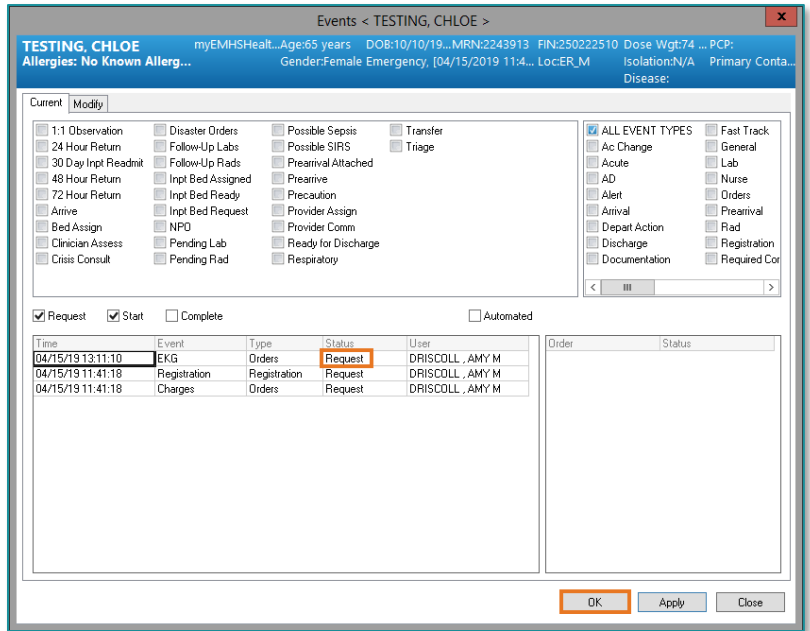 Events < TESTING, CHLOE >
x
TESTING, CHLOE myEMHSHealt...Age:65 years DOB:10/10/19...MRN:2243913 FIN:250222510 Dose Wgt:74 ... PCP:
Allergies: No Known Allerg... Gender:Female Emergency, [04/15/2019 11:4... Loc:ER_M Isolation:N/A Primary Conta...
Disease:
Current Modify
1:1 Observation Disaster Orders Possible Sepsis Transfer ALL EVENT TYPES Fast Track
24 Hour Return Follow-Up Labs Possible SIRS Triage Ac Change General
30 Day Inpt Readmit Follow-Up Rads Prearrival Attached Acute Lab
48 Hour Return Inpt Bed Assigned Prearrive AD Nurse
72 Hour Return Inpt Bed Ready Precaution Alert Orders
Arrive Inpt Bed Request Provider Assign Arrival Prearrival
Bed Assign NPO Provider Comm Depart Action Rad
Clinician Assess Pending Lab Ready for Discharge Discharge Registration
Crisis Consult Pending Rad Respiratory Documentation Required Cor
Request Start Complete Automated
Time Event Type Status User Order Status
04/15/19 13:11:10 EKG Orders Request DRISCOLL , AMY M
04/15/19 11:41:18 Registration Registration Request DRISCOLL , AMY M
04/15/19 11:41:18 Charges Orders Request DRISCOLL , AMY M
OK Apply Close